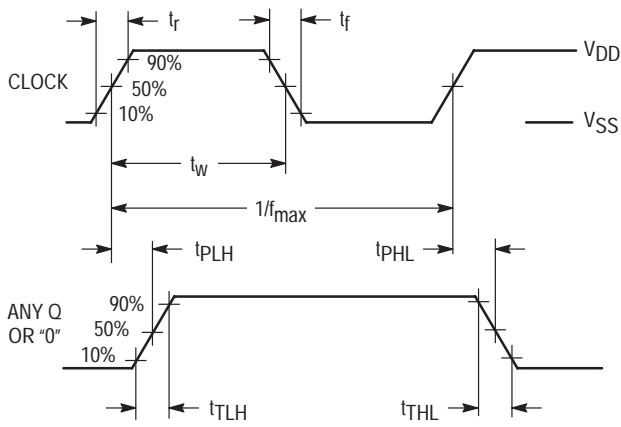 tr
tf
VDD
90%
CLOCK
50%
10%
VSS
tw
1/fmax
tPLH
tPHL
ANY Q
OR “0”
90%
50%
10%
tTLH
tTHL